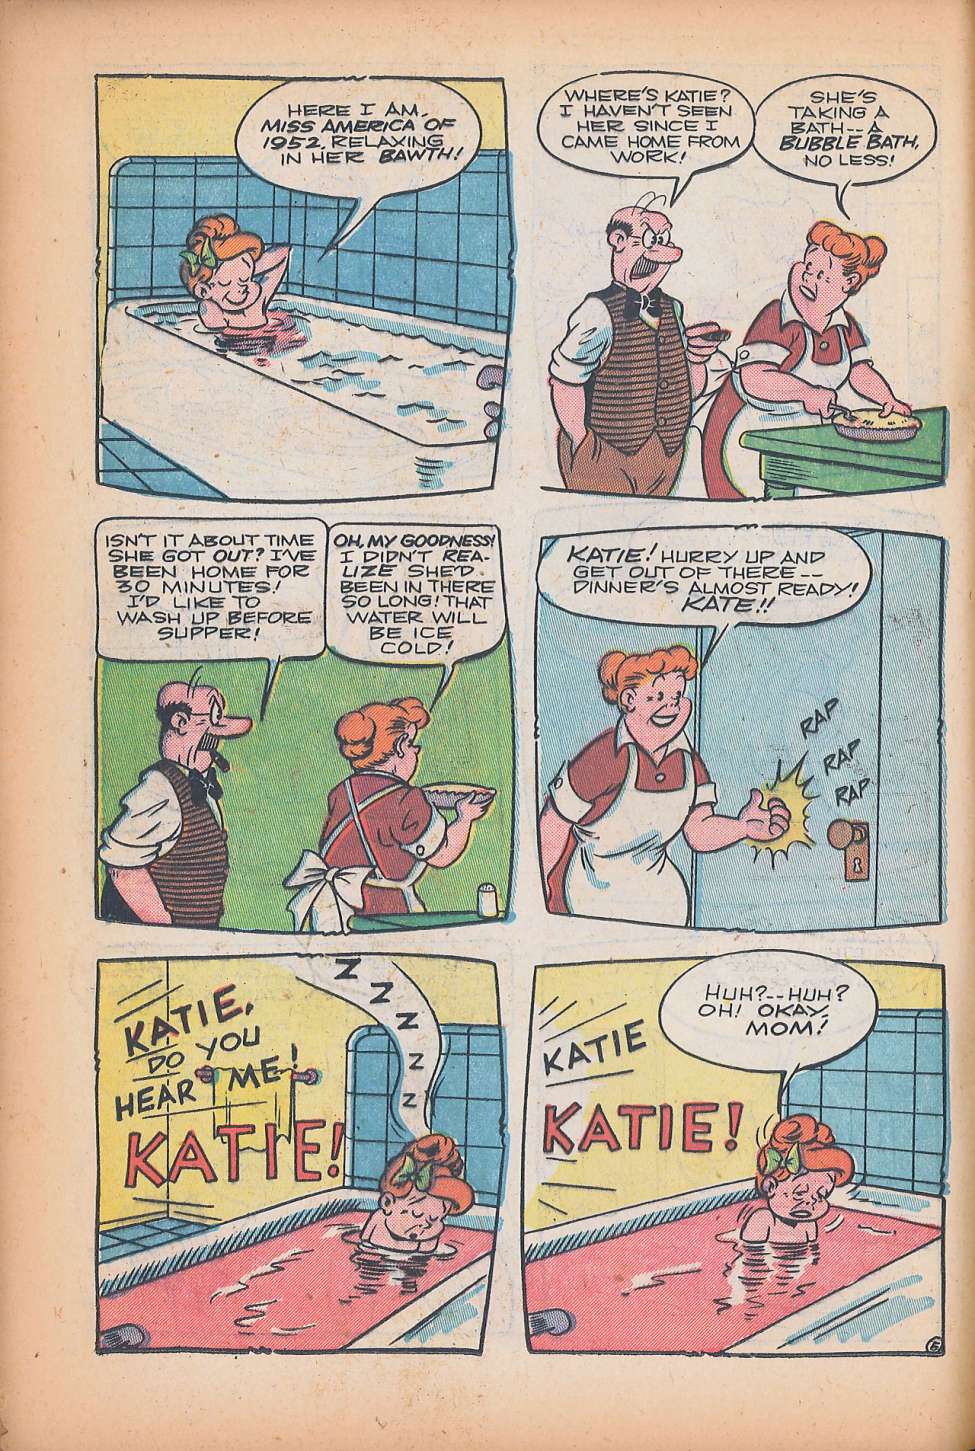 HERE I AM,
MISS AMERICA OF
1952, RELAXING
IN HER BAWTH!
WHERE'S KATIE?
I HAVEN'T SEEN
HER SINCE I
CAME HOME FROM
WORK!
SHE'S
TAKING A
BATH--A
BUBBLE BATH,
NO LESS!
ISN'T IT ABOUT TIME
SHE GOT OUT? I'VE
BEEN HOME FOR
30 MINUTES!
I'D LIKE TO
WASH UP BEFORE
SUPPER!
OH, MY GOODNESS!
I DIDN'T REA-
LIZE SHE'D
BEEN IN THERE
SO LONG! THAT
WATER WILL
BE ICE
COLD!
KATIE! HURRY UP AND
GET OUT OF THERE--
DINNER'S ALMOST READY!
KATE!!
RAP
RAP
RAP
Z
Z
Z
Z
Z
KATIE,
DO YOU
HEAR ME!
KATIE!
KATIE
KATIE!
HUH?--HUH?
OH! OKAY,
MOM!
6